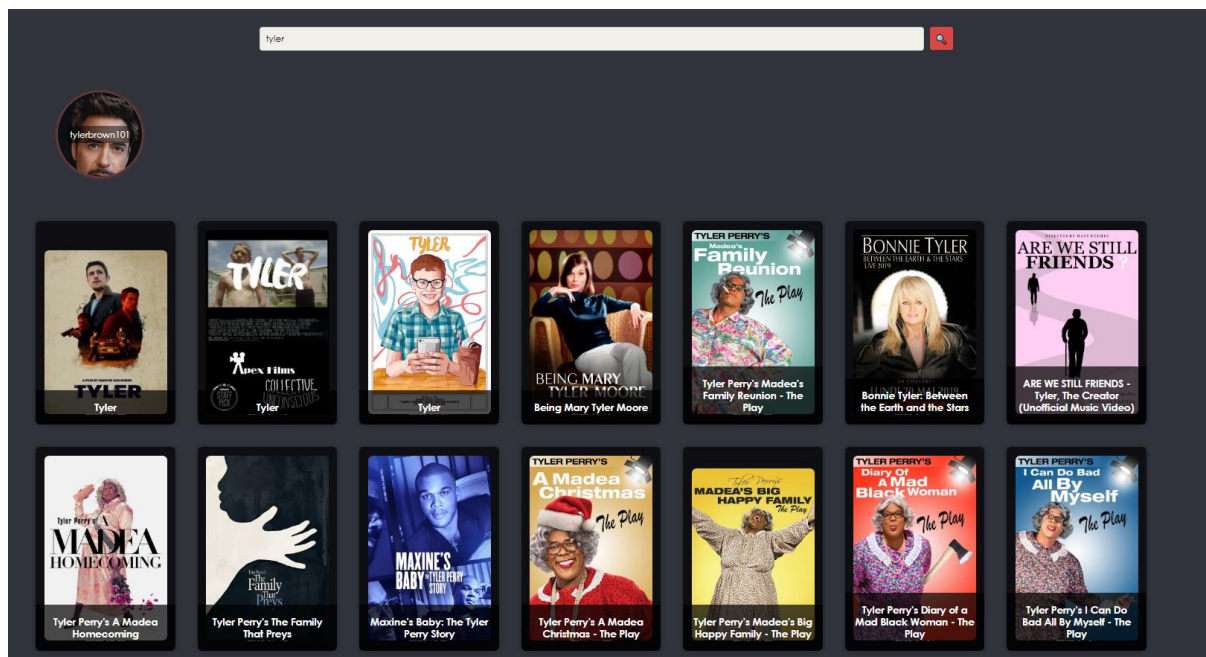 tyler
tylerbrown101
TYLER
Tyler
TYLER
Apex Films
COLLECTIVE
UNCONSCIOUS
Tyler
TYLER
Tyler
BEING MARY
TYLER MOORE
Being Mary Tyler Moore
TYLER PERRY'S
Madea's
Family
Reunion
The Play
Tyler Perry's Madea's
Family Reunion - The
Play
BONNIE TYLER
BETWEEN THE EARTH & THE STARS
LIVE 2019
LUNDI 20 MAI 2019
Bonnie Tyler: Between
the Earth and the Stars
ARE WE STILL
FRIENDS ?
ARE WE STILL FRIENDS -
Tyler, The Creator
(Unofficial Music Video)
Tyler Perry's A
MADEA
HOMECOMING
Tyler Perry's A Madea
Homecoming
The
Family
That
Preys
Tyler Perry's The Family
That Preys
MAXINE'S
BABY THE TYLER PERRY
STORY
Maxine's Baby: The Tyler
Perry Story
TYLER PERRY'S
A Madea
Christmas
The Play
Tyler Perry's A Madea
Christmas - The Play
Tyler Perry's
MADEA'S BIG
HAPPY FAMILY
The Play
Tyler Perry's Madea's Big
Happy Family - The Play
TYLER PERRY'S
Diary Of
A Mad
Black Woman
The Play
Tyler Perry's Diary of a
Mad Black Woman - The
Play
TYLER PERRY'S
I Can Do Bad
All By
Myself
The Play
Tyler Perry's I Can Do
Bad All By Myself - The
Play